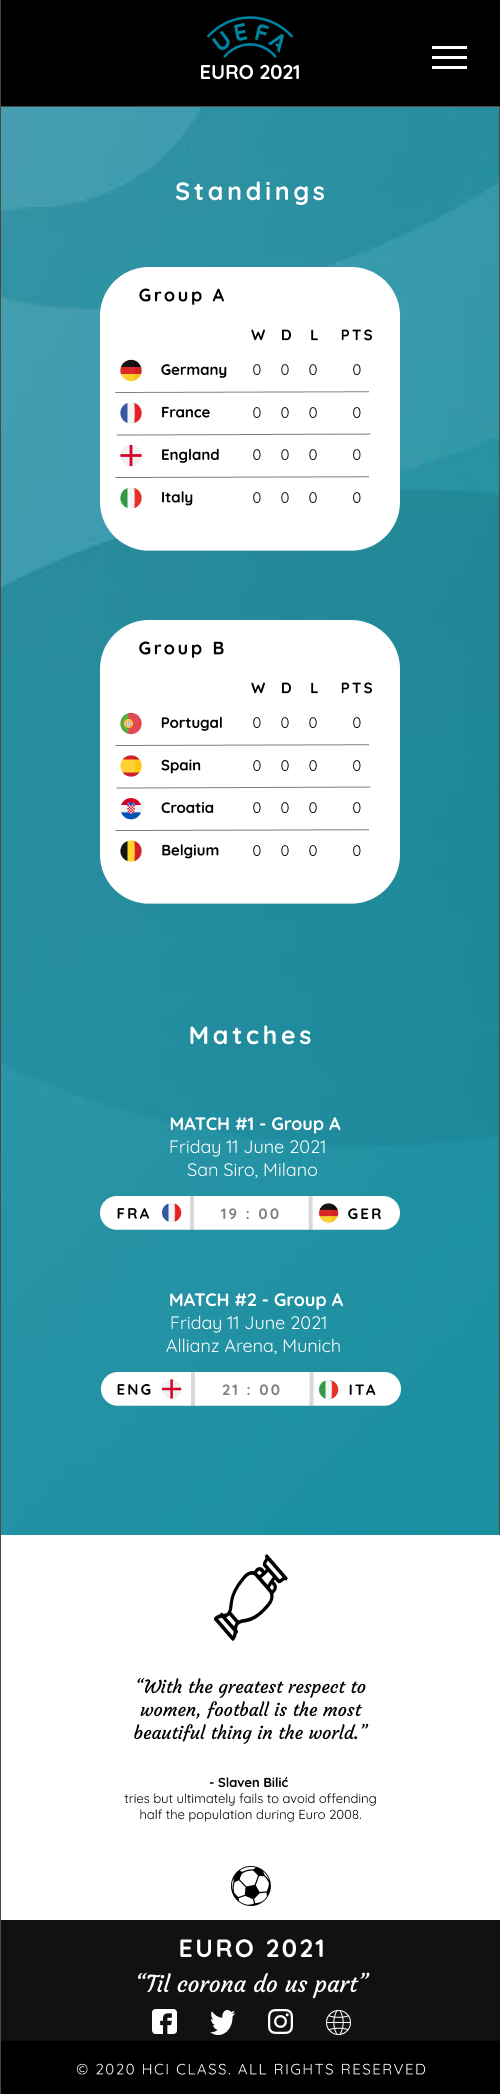 UEFA
EURO 2021
Standings
Group A
W D L PTS
Germany 0 0 0 0
France 0 0 0 0
England 0 0 0 0
Italy 0 0 0 0
Group B
W D L PTS
Portugal 0 0 0 0
Spain 0 0 0 0
Croatia 0 0 0 0
Belgium 0 0 0 0
Matches
MATCH #1 - Group A
Friday 11 June 2021
San Siro, Milano
FRA 19 : 00 GER
MATCH #2 - Group A
Friday 11 June 2021
Allianz Arena, Munich
ENG 21 : 00 ITA
“With the greatest respect to
women, football is the most
beautiful thing in the world.”
- Slaven Bilić
tries but ultimately fails to avoid offending
half the population during Euro 2008.
EURO 2021
“Til corona do us part”
© 2020 HCI CLASS. ALL RIGHTS RESERVED